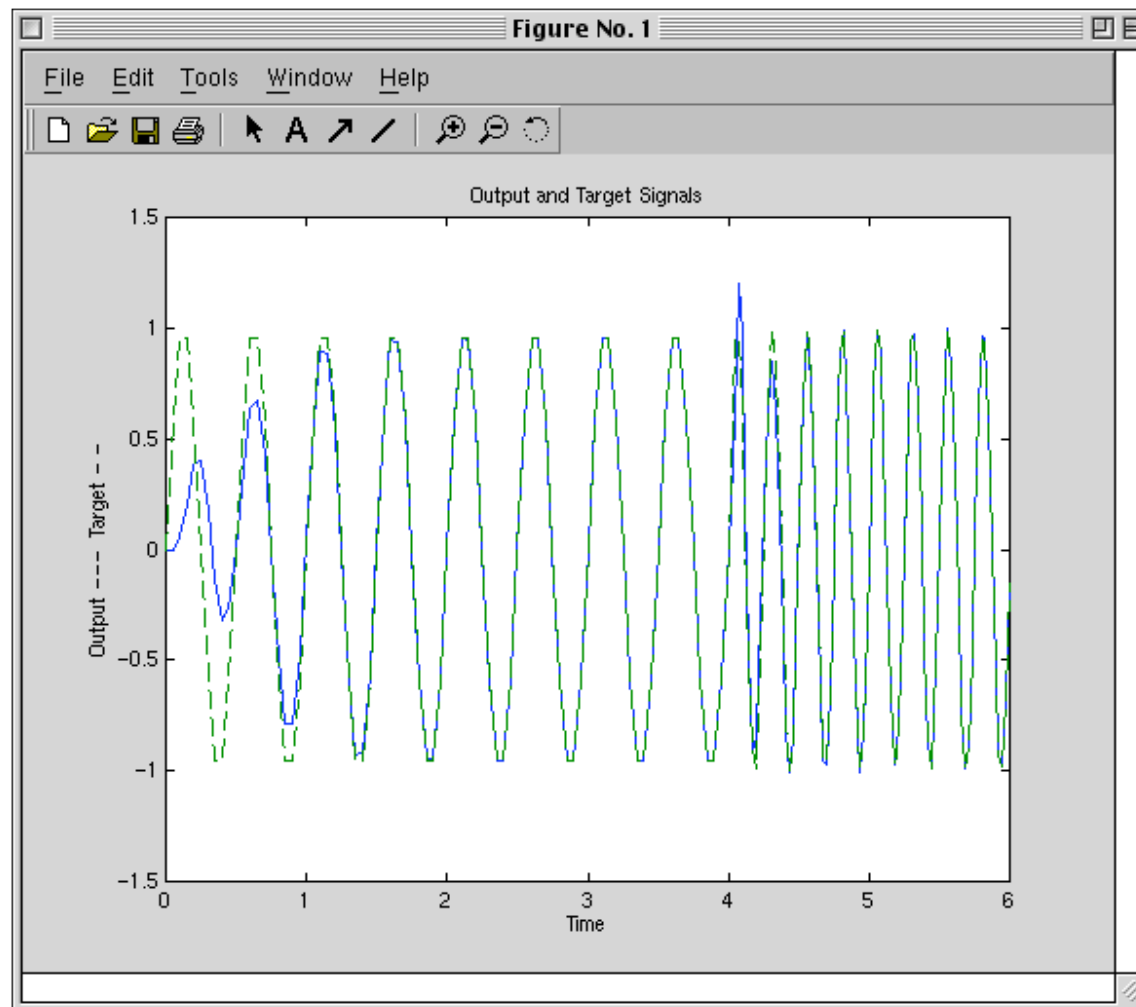 Figure No. 1
File Edit Tools Window Help
A
Output and Target Signals
1.5
1
0.5
0
−0.5
−1
−1.5
Output −−− Target − −
0 1 2 3 4 5 6
Time